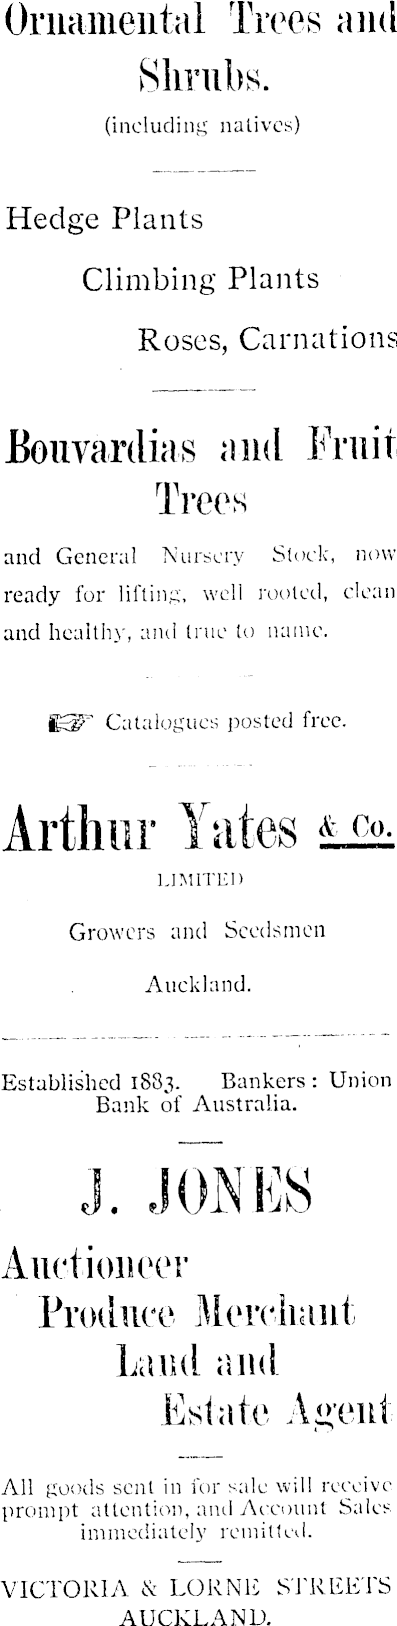 Ornamental Trees and
Shrubs.
(including natives)
Hedge Plants
Climbing Plants
Roses, Carnations
Bouvardias and Fruit
Trees
and General Nursery Stock, now
ready for lifting, well rooted, clean
and healthy, and true to name.
☞ Catalogues posted free.
Arthur Yates & Co.
LIMITED
Growers and Seedsmen
Auckland.
Established 1883. Bankers: Union
Bank of Australia.
J. JONES
Auctioneer
Produce Merchant
Land and
Estate Agent
All goods sent in for sale will receive
prompt attention, and Account Sales
immediately remitted.
VICTORIA & LORNE STREETS
AUCKLAND.